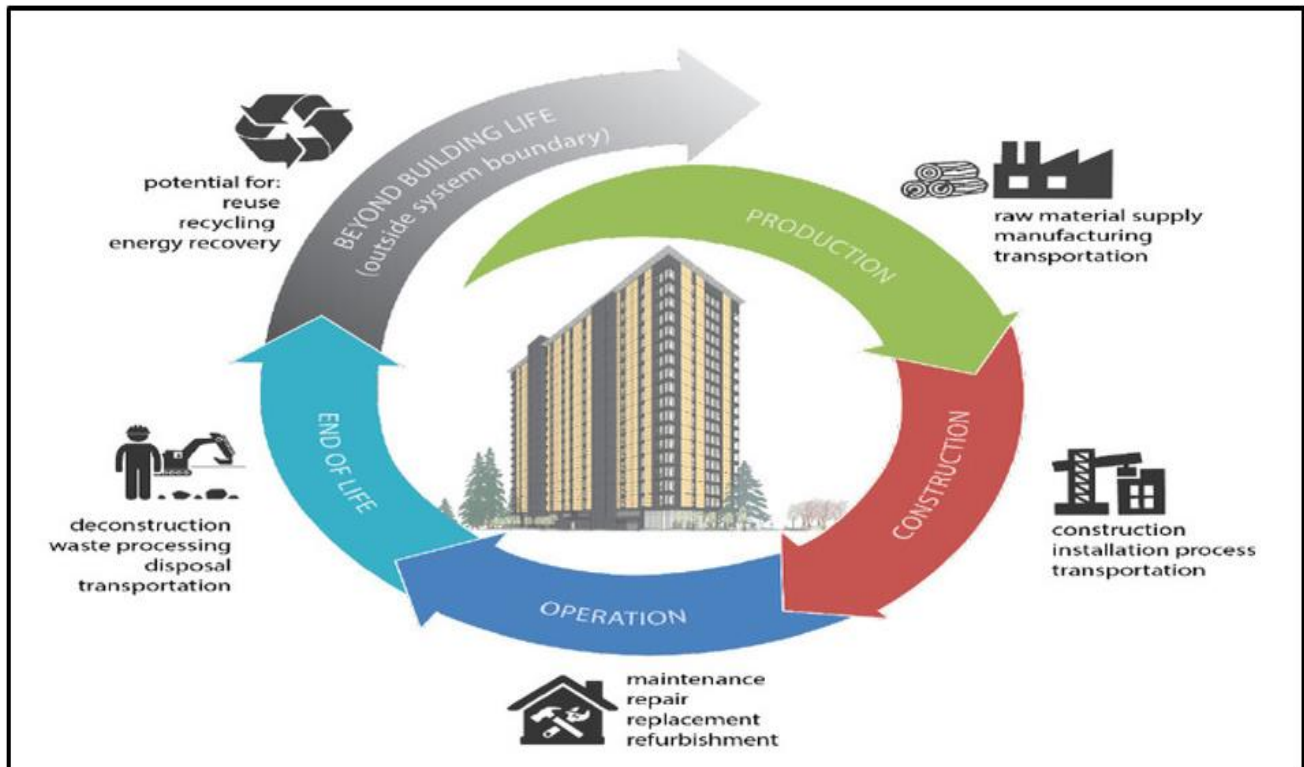 BEYOND BUILDING LIFE
(outside system boundary)
potential for:
reuse
recycling
energy recovery
PRODUCTION
raw material supply
manufacturing
transportation
CONSTRUCTION
construction
installation process
transportation
OPERATION
maintenance
repair
replacement
refurbishment
END OF LIFE
deconstruction
waste processing
disposal
transportation